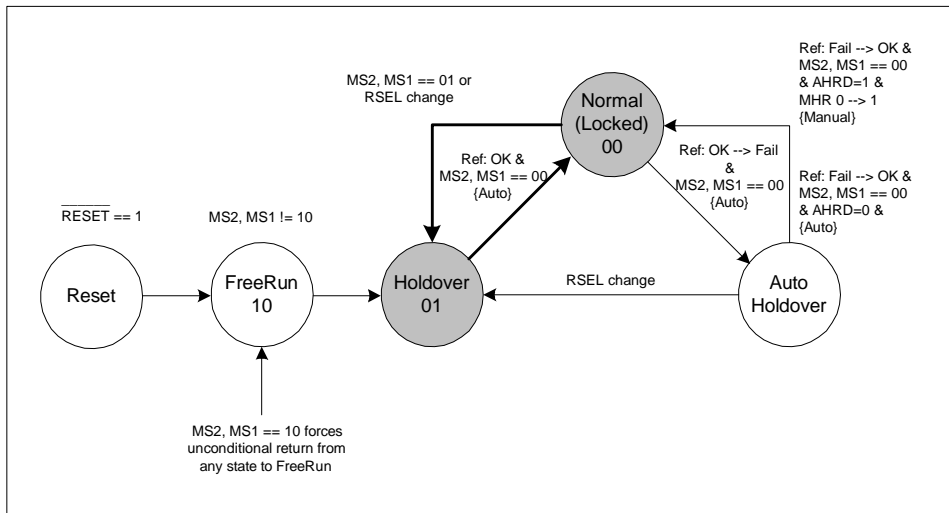 Ref: Fail --> OK &
MS2, MS1 == 00
& AHRD=1 &
MHR 0 --> 1
{Manual}
MS2, MS1 == 01 or
RSEL change
Normal
(Locked)
00
Ref: OK &
MS2, MS1 == 00
{Auto}
Ref: OK --> Fail
&
MS2, MS1 == 00
{Auto}
Ref: Fail --> OK &
MS2, MS1 == 00
& AHRD=0 &
{Auto}
RESET == 1
MS2, MS1 != 10
Reset
FreeRun
10
Holdover
01
RSEL change
Auto
Holdover
MS2, MS1 == 10 forces
unconditional return from
any state to FreeRun